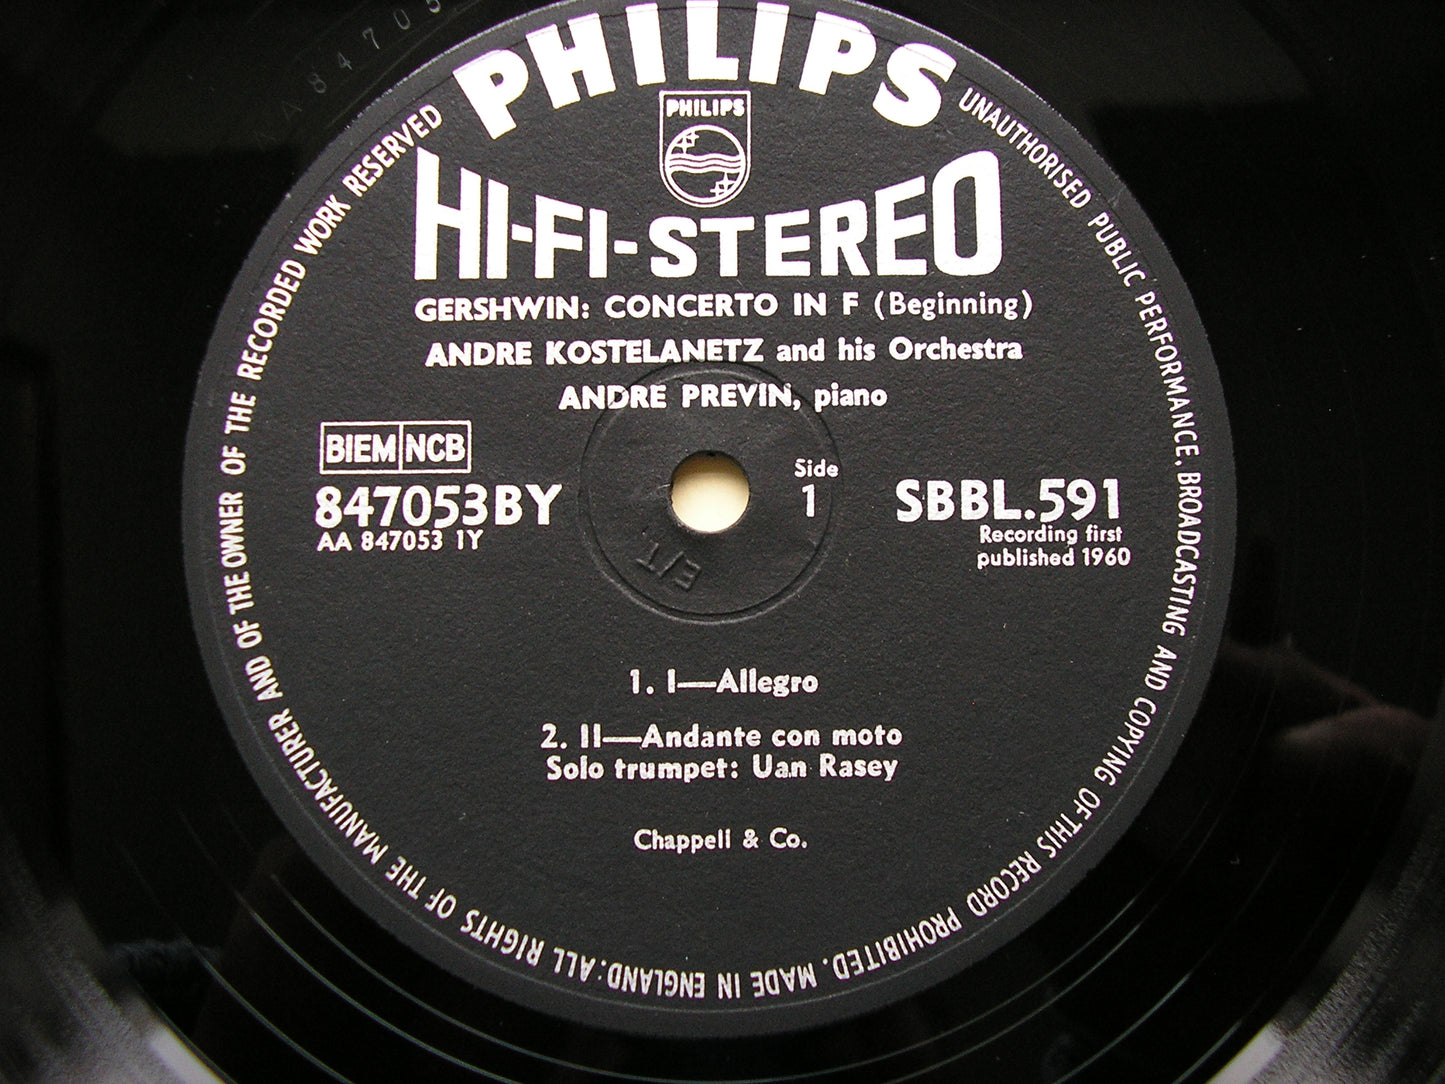 PHILIPS
PHILIPS
HI-FI-STEREO
GERSHWIN: CONCERTO IN F (Beginning)
ANDRE KOSTELANETZ and his Orchestra
ANDRE PREVIN, piano
BIEM NCB
847053BY
AA 847053 1Y
Side
1
SBBL.591
Recording first
published 1960
E/T
1. I—Allegro
2. II—Andante con moto
Solo trumpet: Uan Rasey
Chappell & Co.
MADE IN ENGLAND: ALL RIGHTS OF THE MANUFACTURER AND OF THE OWNER OF THE RECORDED WORK RESERVED
UNAUTHORISED PUBLIC PERFORMANCE, BROADCASTING AND COPYING OF THIS RECORD PROHIBITED.